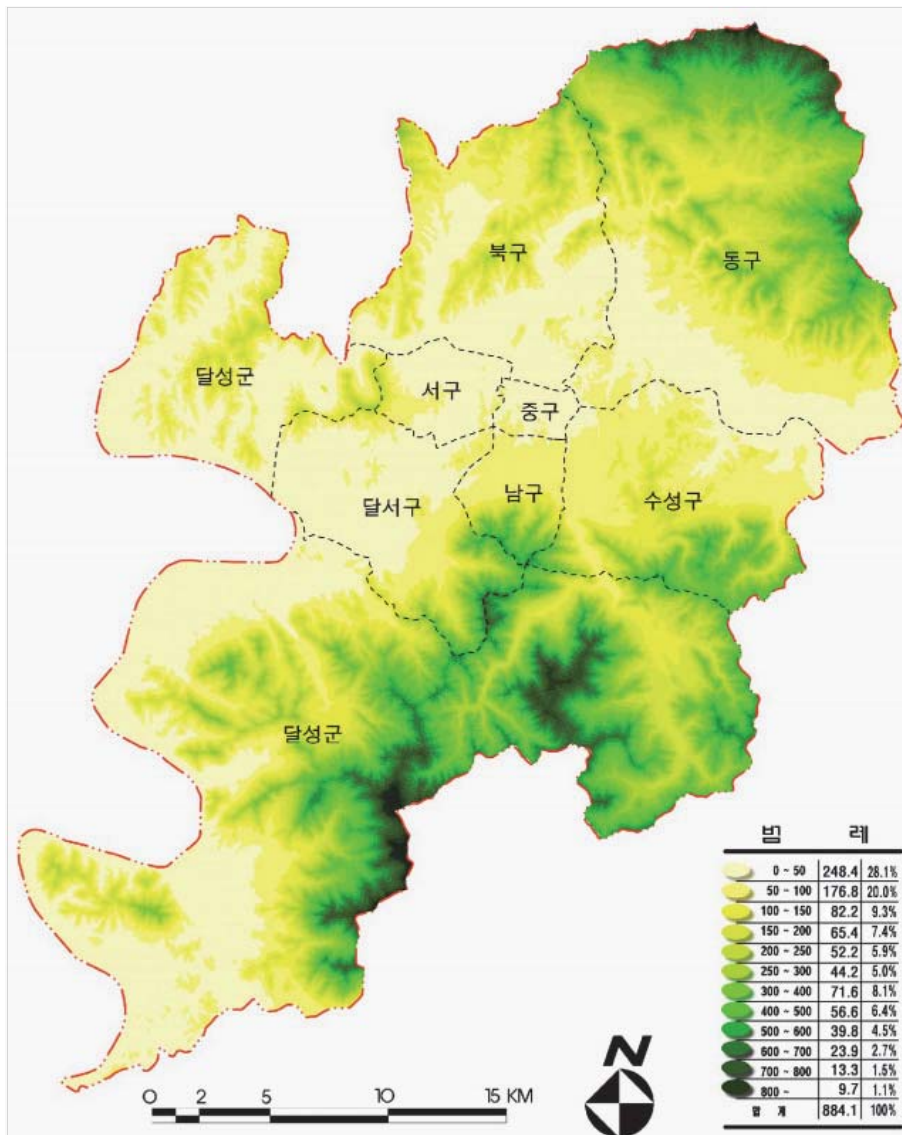 북구
동구
달성군
서구
중구
달서구
남구
수성구
달성군
범 례
0 ~ 50 248.4 28.1%
50 ~ 100 176.8 20.0%
100 ~ 150 82.2 9.3%
150 ~ 200 65.4 7.4%
200 ~ 250 52.2 5.9%
250 ~ 300 44.2 5.0%
300 ~ 400 71.6 8.1%
400 ~ 500 56.6 6.4%
500 ~ 600 39.8 4.5%
600 ~ 700 23.9 2.7%
700 ~ 800 13.3 1.5%
800 ~ 9.7 1.1%
합 계 884.1 100%
N
0 2 5 10 15 KM